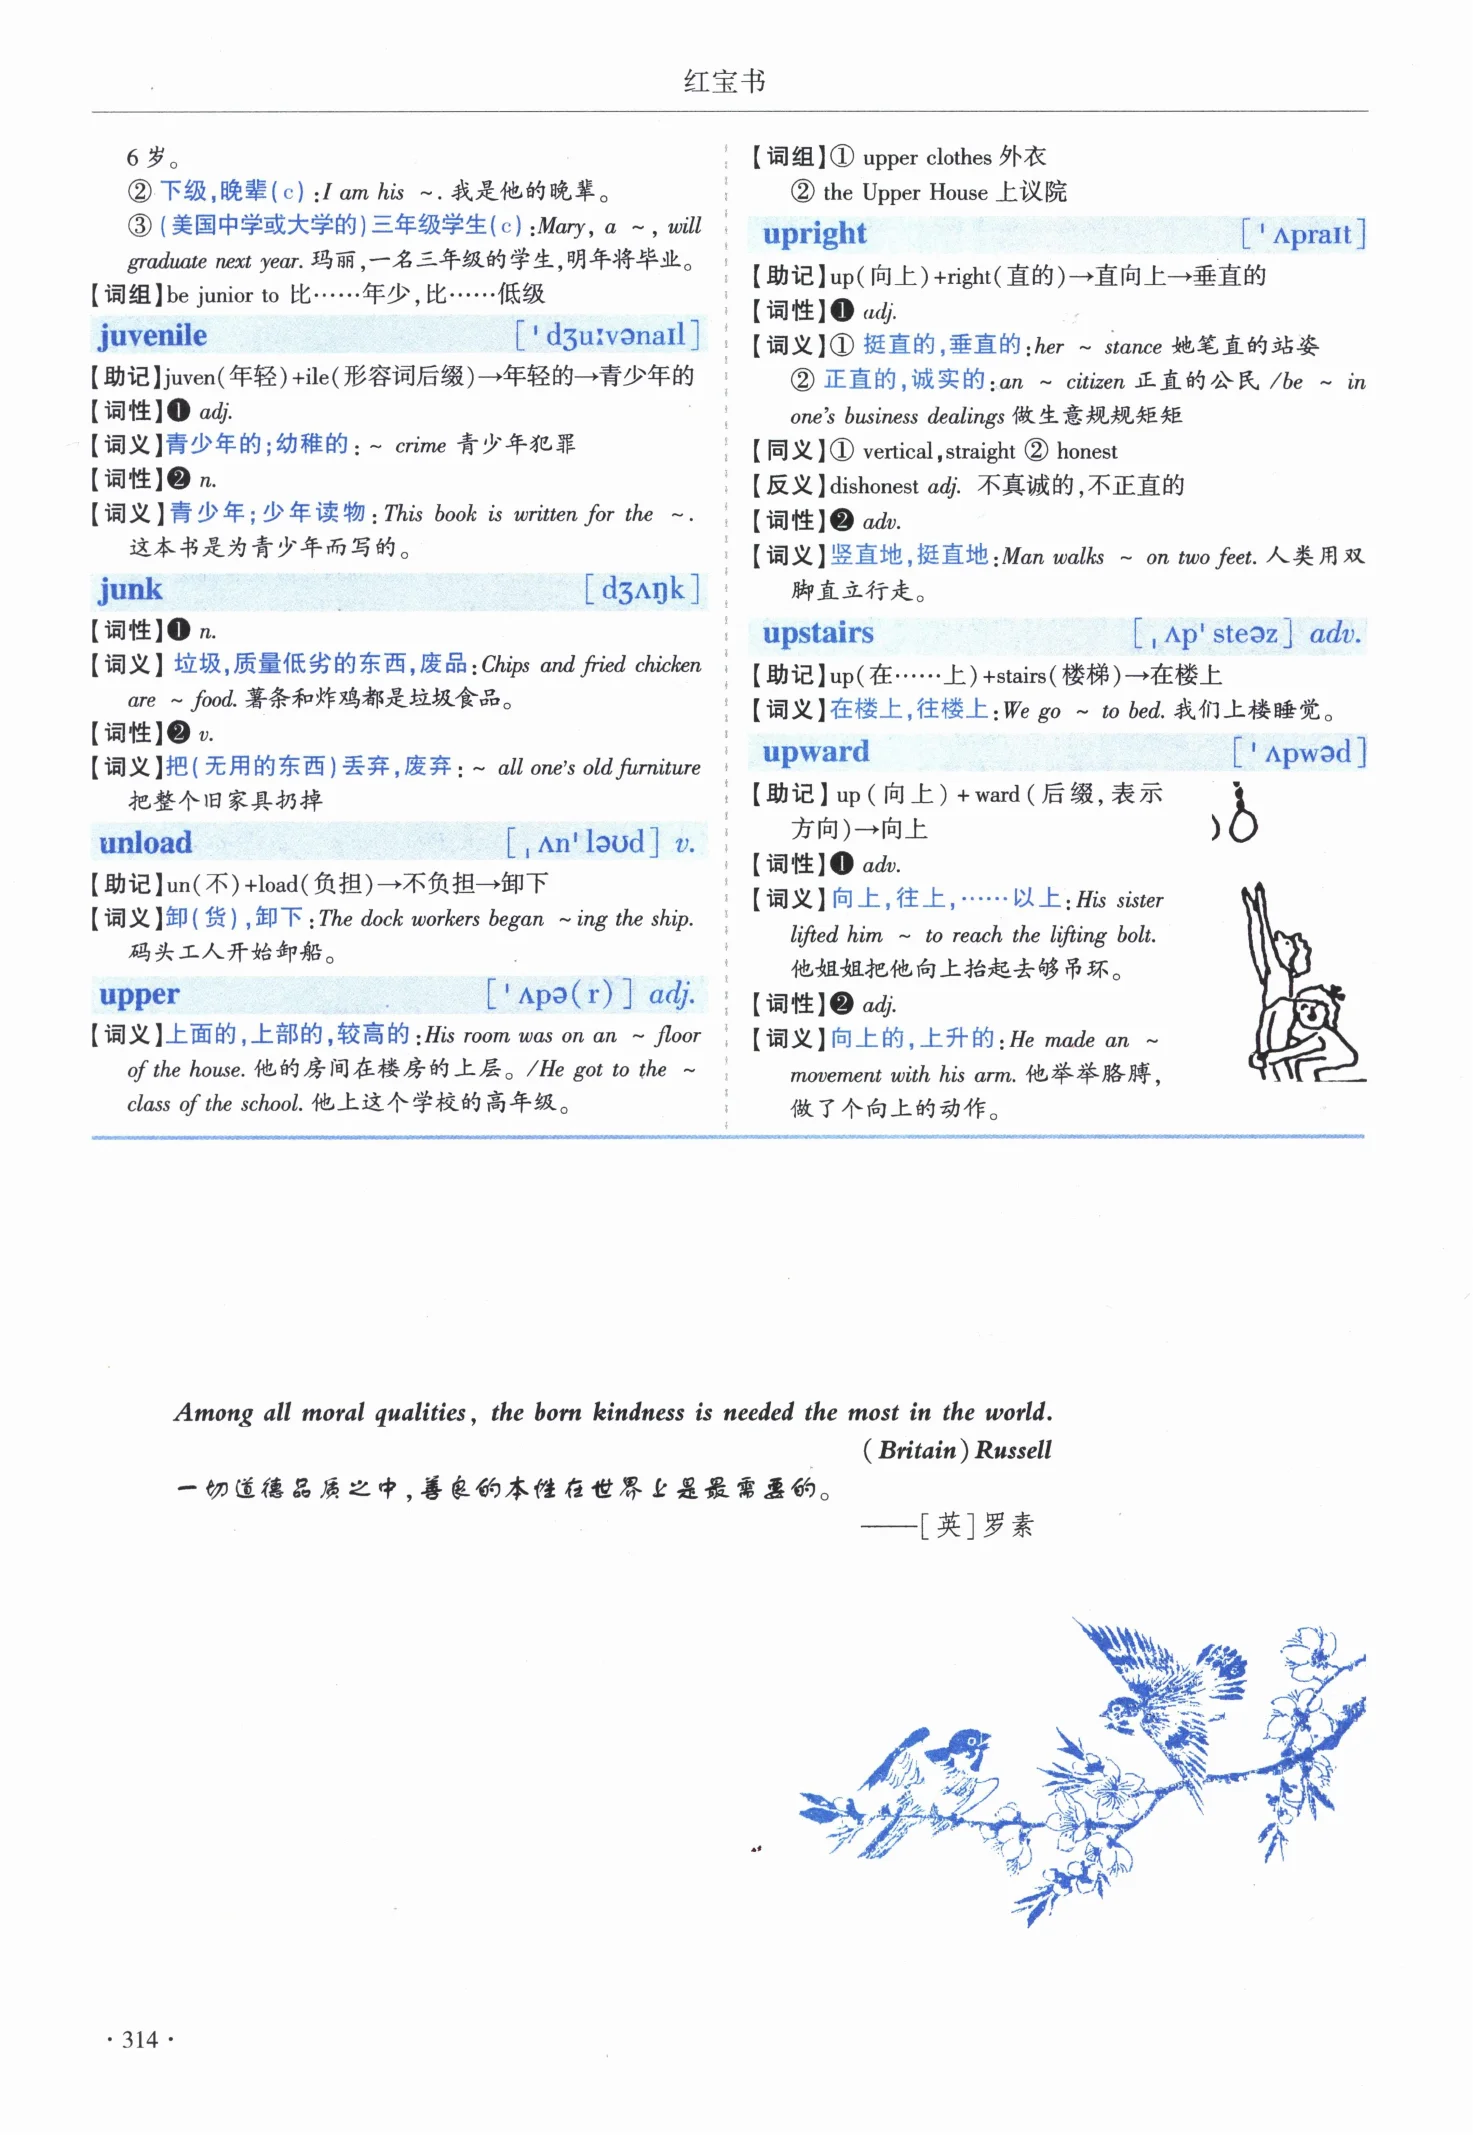 红宝书
6岁。
②下级,晚辈(c):I am his ~. 我是他的晚辈。
③(美国中学或大学的)三年级学生(c):Mary, a ~, will
graduate next year. 玛丽,一名三年级的学生,明年将毕业。
【词组】be junior to 比……年少,比……低级
juvenile [ˈdʒuːvənaɪl]
【助记】juven(年轻)+ile(形容词后缀)→年轻的→青少年的
【词性】❶ adj.
【词义】青少年的;幼稚的:~ crime 青少年犯罪
【词性】❷ n.
【词义】青少年;少年读物:This book is written for the ~.
这本书是为青少年而写的。
junk [dʒʌŋk]
【词性】❶ n.
【词义】垃圾,质量低劣的东西,废品:Chips and fried chicken
are ~ food. 薯条和炸鸡都是垃圾食品。
【词性】❷ v.
【词义】把(无用的东西)丢弃,废弃:~ all one's old furniture
把整个旧家具扔掉
unload [ˌʌnˈləʊd] v.
【助记】un(不)+load(负担)→不负担→卸下
【词义】卸(货),卸下:The dock workers began ~ing the ship.
码头工人开始卸船。
upper [ˈʌpə(r)] adj.
【词义】上面的,上部的,较高的:His room was on an ~ floor
of the house. 他的房间在楼房的上层。/He got to the ~
class of the school. 他上这个学校的高年级。
【词组】① upper clothes 外衣
② the Upper House 上议院
upright [ˈʌpraɪt]
【助记】up(向上)+right(直的)→直向上→垂直的
【词性】❶ adj.
【词义】① 挺直的,垂直的:her ~ stance 她笔直的站姿
② 正直的,诚实的:an ~ citizen 正直的公民 /be ~ in
one's business dealings 做生意规规矩矩
【同义】① vertical,straight ② honest
【反义】dishonest adj. 不真诚的,不正直的
【词性】❷ adv.
【词义】竖直地,挺直地:Man walks ~ on two feet. 人类用双
脚直立行走。
upstairs [ˌʌpˈsteəz] adv.
【助记】up(在……上)+stairs(楼梯)→在楼上
【词义】在楼上,往楼上:We go ~ to bed. 我们上楼睡觉。
upward [ˈʌpwəd]
【助记】up(向上)+ward(后缀,表示
方向)→向上
【词性】❶ adv.
【词义】向上,往上,……以上:His sister
lifted him ~ to reach the lifting bolt.
他姐姐把他向上抬起去够吊环。
【词性】❷ adj.
【词义】向上的,上升的:He made an ~
movement with his arm. 他举举胳膊,
做了个向上的动作。
Among all moral qualities, the born kindness is needed the most in the world.
(Britain) Russell
一切道德品质之中,善良的本性在世界上是最需要的。
——[英]罗素
·314·